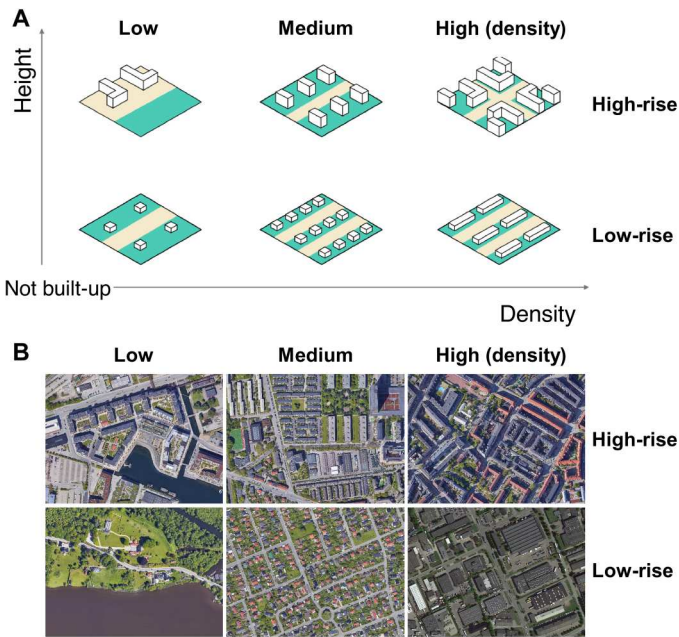 A
Low Medium High (density)
Height
High-rise
Low-rise
Not built-up
Density
B
Low Medium High (density)
High-rise
Low-rise